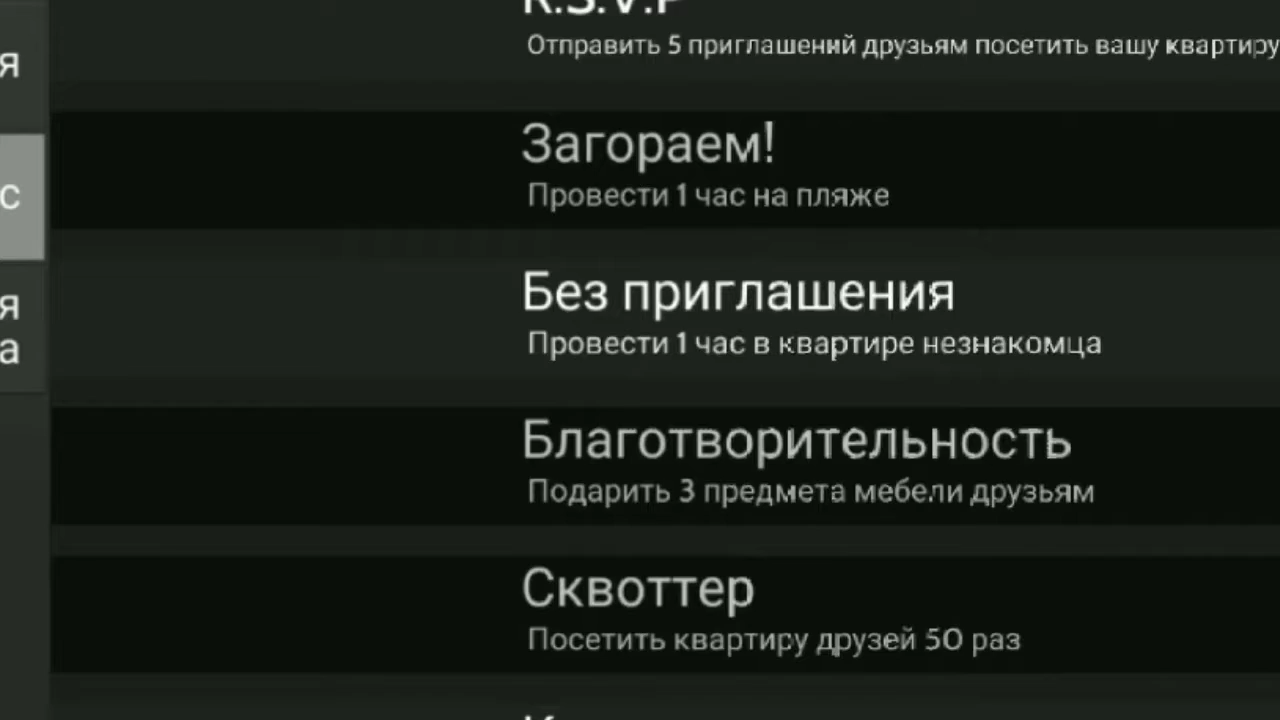 R.S.V.P
Отправить 5 приглашений друзьям посетить вашу квартиру
я
Загораем!
Провести 1 час на пляже
с
Без приглашения
Провести 1 час в квартире незнакомца
я
а
Благотворительность
Подарить 3 предмета мебели друзьям
Сквоттер
Посетить квартиру друзей 50 раз